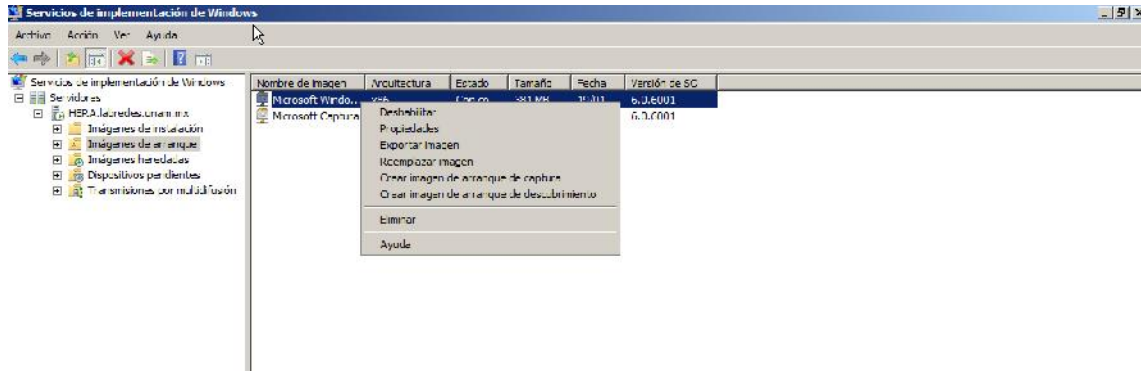 Servicios de implementación de Windows
Archivo Acción Ver Ayuda
Servicios de implementación de Windows
Servidores
HERA.labredes.unam.mx
Imágenes de instalación
Imágenes de arranque
Imágenes heredadas
Dispositivos pendientes
Transmisiones por multidifusión
Nombre de imagen Arquitectura Estado Tamaño Fecha Versión de SO
Microsoft Windo... x86 381 MB 6.0.6001
Microsoft Captura 6.0.6001
Deshabilitar
Propiedades
Exportar imagen
Reemplazar imagen
Crear imagen de arranque de captura
Crear imagen de arranque de descubrimiento
Eliminar
Ayuda